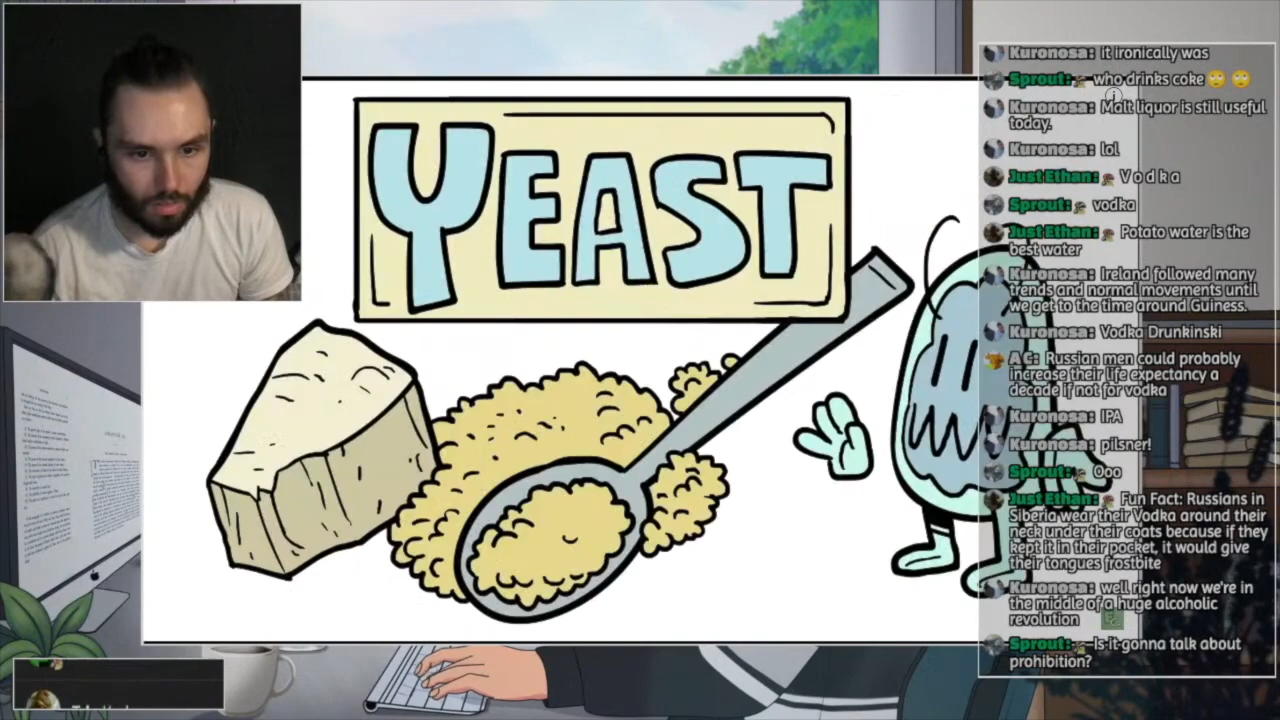 YEAST
Kuronosa: it ironically was
Sprout: who drinks coke 🙄 🙄
Kuronosa: Malt liquor is still useful
today.
Kuronosa: lol
Just Ethan: V o d k a
Sprout: vodka
Just Ethan: Potato water is the
best water
Kuronosa: Ireland followed many
trends and normal movements until
we get to the time around Guiness.
Kuronosa: Vodka Drunkinski
A C: Russian men could probably
increase their life expectancy a
decade if not for vodka
Kuronosa: IPA
Kuronosa: pilsner!
Sprout: Ooo
Just Ethan: Fun Fact: Russians in
Siberia wear their Vodka around their
neck under their coats because if they
kept it in their pocket, it would give
their tongues frostbite
Kuronosa: well right now we're in
the middle of a huge alcoholic
revolution
Sprout: Is it gonna talk about
prohibition?